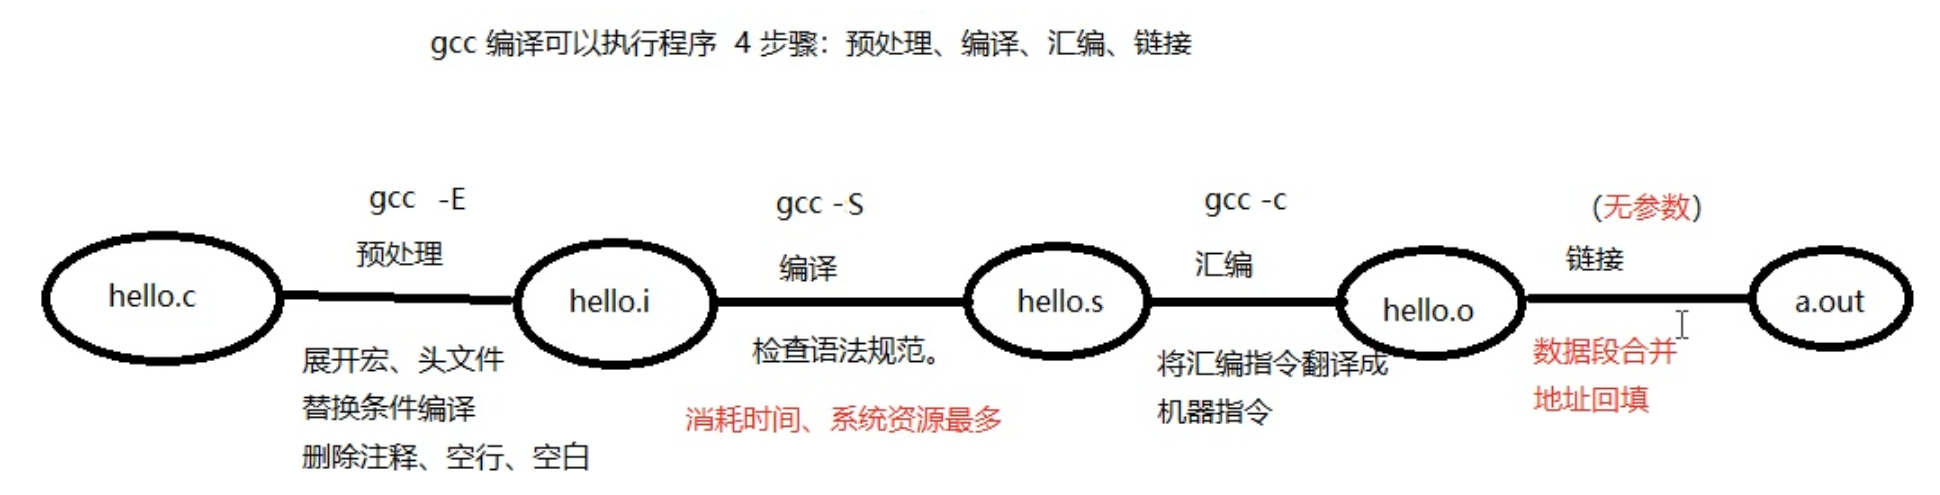 gcc 编译可以执行程序 4 步骤：预处理、编译、汇编、链接
gcc -E
gcc -S
gcc -c
(无参数)
预处理
编译
汇编
链接
hello.c
hello.i
hello.s
hello.o
a.out
展开宏、头文件
替换条件编译
删除注释、空行、空白
检查语法规范。
消耗时间、系统资源最多
将汇编指令翻译成
机器指令
数据段合并
地址回填